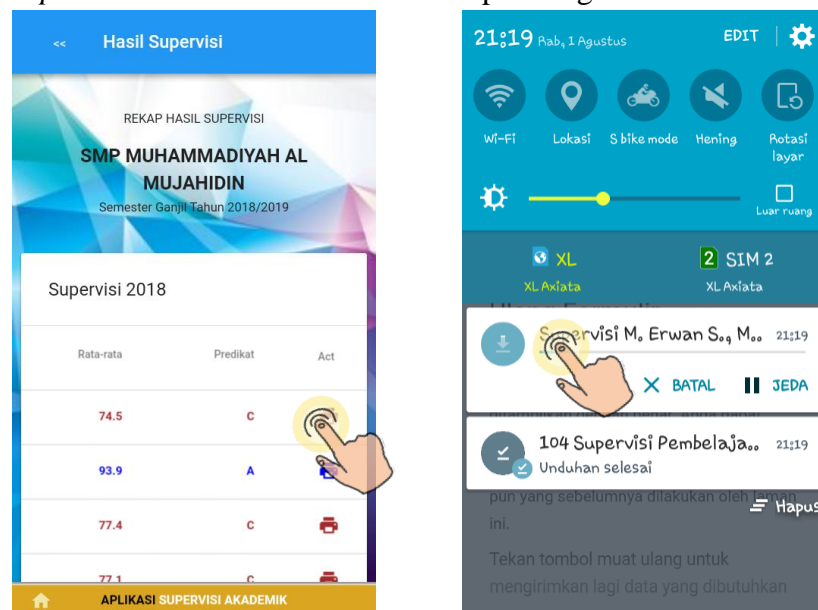 << Hasil Supervisi
REKAP HASIL SUPERVISI
SMP MUHAMMADIYAH AL
MUJAHIDIN
Semester Ganjil Tahun 2018/2019
Supervisi 2018
Rata-rata Predikat Act
74.5 C
93.9 A
77.4 C
77.1 C
APLIKASI SUPERVISI AKADEMIK
21:19 Rab, 1 Agustus EDIT
Wi-Fi Lokasi S bike mode Hening Rotasi
layar
Luar ruang
XL 2 SIM 2
XL Axiata XL Axiata
Supervisi M. Erwan S., M.. 21:19
BATAL JEDA
104 Supervisi Pembelaja.. 21:19
Unduhan selesai
pun yang sebelumnya dilakukan oleh laman
ini.
Hapus
Tekan tombol muat ulang untuk
mengirimkan lagi data yang dibutuhkan